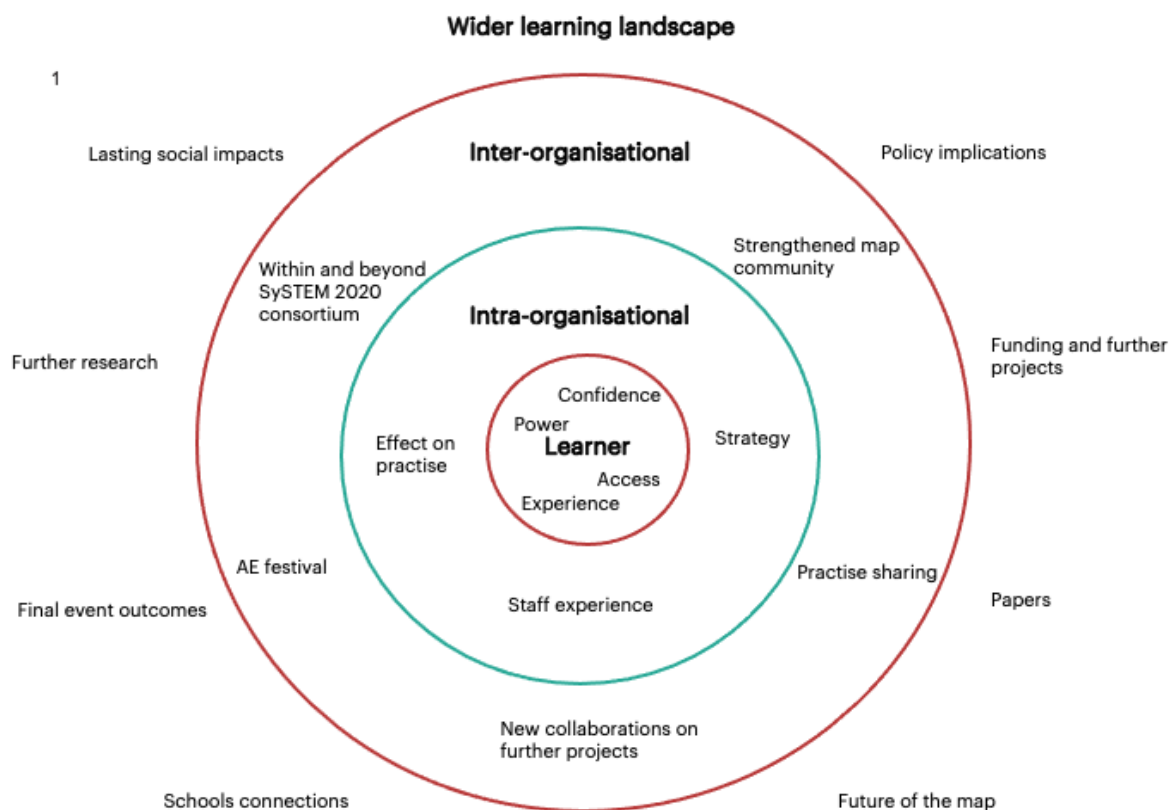 Wider learning landscape
1
Lasting social impacts
Inter-organisational
Policy implications
Within and beyond
SySTEM 2020
consortium
Strengthened map
community
Intra-organisational
Further research
Funding and further
projects
Confidence
Power
Learner
Access
Experience
Effect on
practise
Strategy
AE festival
Practise sharing
Final event outcomes
Staff experience
Papers
New collaborations on
further projects
Schools connections
Future of the map